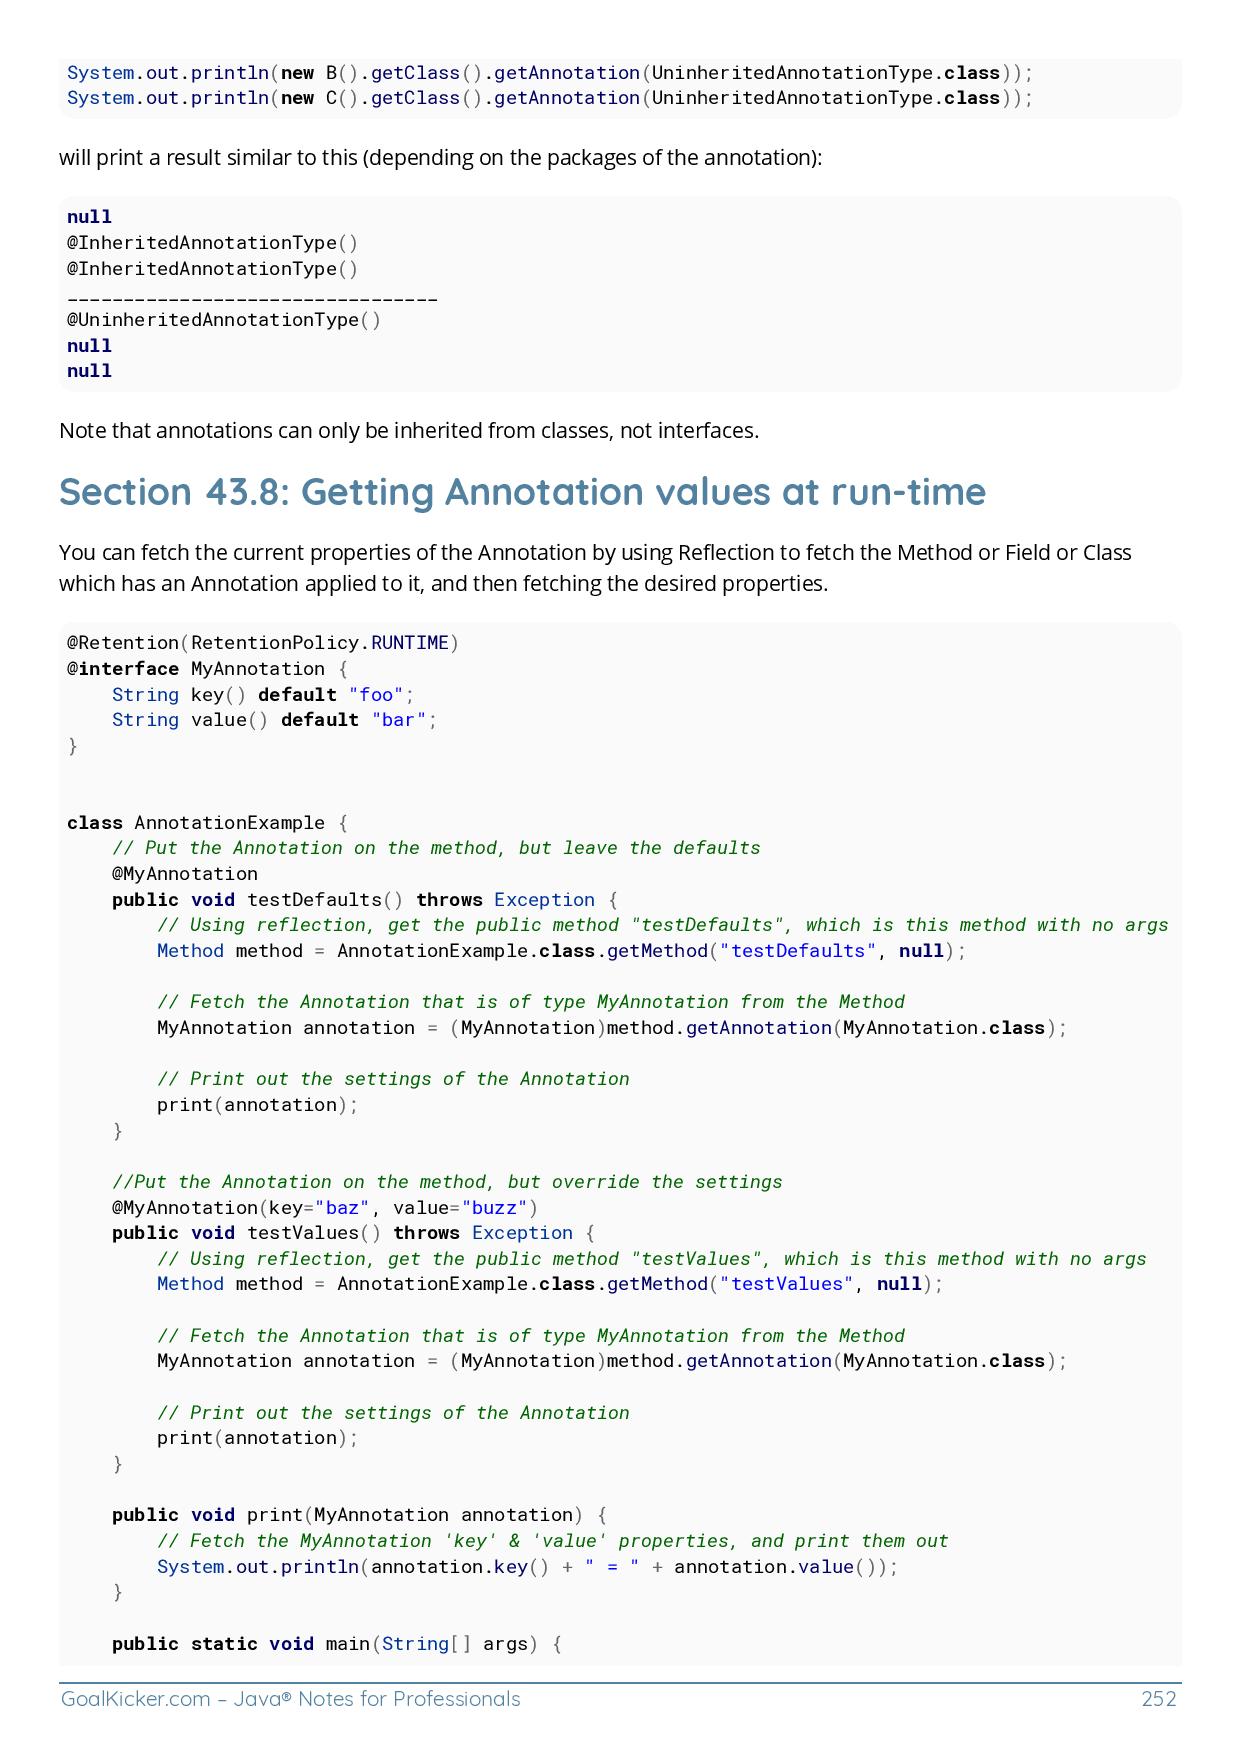 System.out.println(new B().getClass().getAnnotation(UninheritedAnnotationType.class));
System.out.println(new C().getClass().getAnnotation(UninheritedAnnotationType.class));
will print a result similar to this (depending on the packages of the annotation):
null
@InheritedAnnotationType()
@InheritedAnnotationType()
_________________________________
@UninheritedAnnotationType()
null
null
Note that annotations can only be inherited from classes, not interfaces.
Section 43.8: Getting Annotation values at run-time
You can fetch the current properties of the Annotation by using Reflection to fetch the Method or Field or Class
which has an Annotation applied to it, and then fetching the desired properties.
@Retention(RetentionPolicy.RUNTIME)
@interface MyAnnotation {
    String key() default "foo";
    String value() default "bar";
}
class AnnotationExample {
    // Put the Annotation on the method, but leave the defaults
    @MyAnnotation
    public void testDefaults() throws Exception {
        // Using reflection, get the public method "testDefaults", which is this method with no args
        Method method = AnnotationExample.class.getMethod("testDefaults", null);
        // Fetch the Annotation that is of type MyAnnotation from the Method
        MyAnnotation annotation = (MyAnnotation)method.getAnnotation(MyAnnotation.class);
        // Print out the settings of the Annotation
        print(annotation);
    }
    //Put the Annotation on the method, but override the settings
    @MyAnnotation(key="baz", value="buzz")
    public void testValues() throws Exception {
        // Using reflection, get the public method "testValues", which is this method with no args
        Method method = AnnotationExample.class.getMethod("testValues", null);
        // Fetch the Annotation that is of type MyAnnotation from the Method
        MyAnnotation annotation = (MyAnnotation)method.getAnnotation(MyAnnotation.class);
        // Print out the settings of the Annotation
        print(annotation);
    }
    public void print(MyAnnotation annotation) {
        // Fetch the MyAnnotation 'key' & 'value' properties, and print them out
        System.out.println(annotation.key() + " = " + annotation.value());
    }
    public static void main(String[] args) {
GoalKicker.com – Java® Notes for Professionals
252